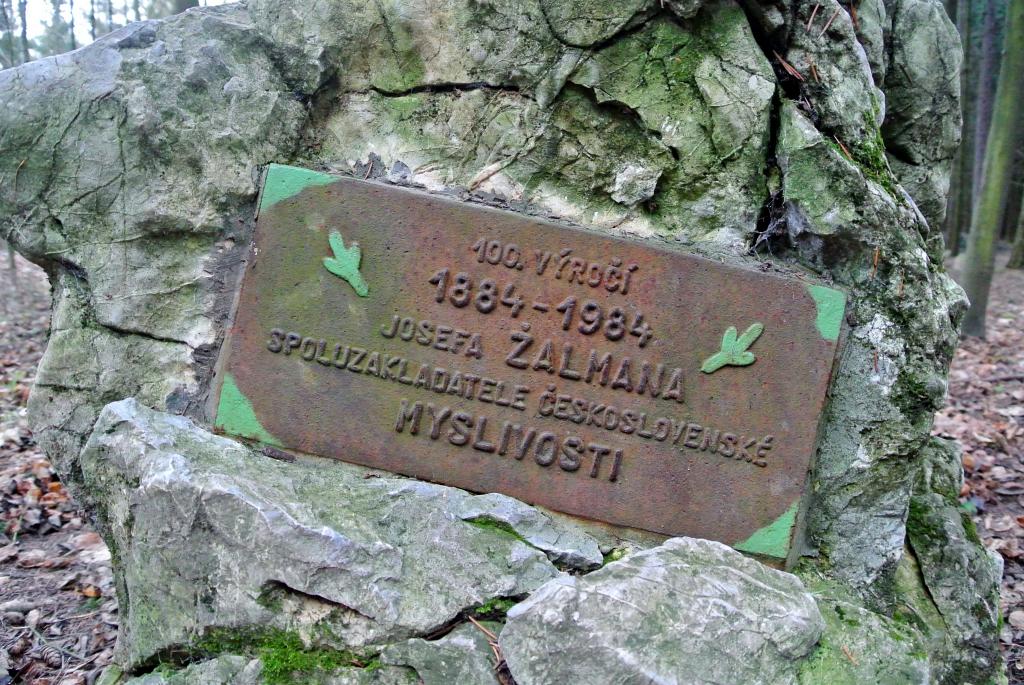 100. VÝROČÍ
1884-1984
JOSEFA ŽALMANA
SPOLUZAKLADATELE ČESKOSLOVENSKÉ
MYSLIVOSTI